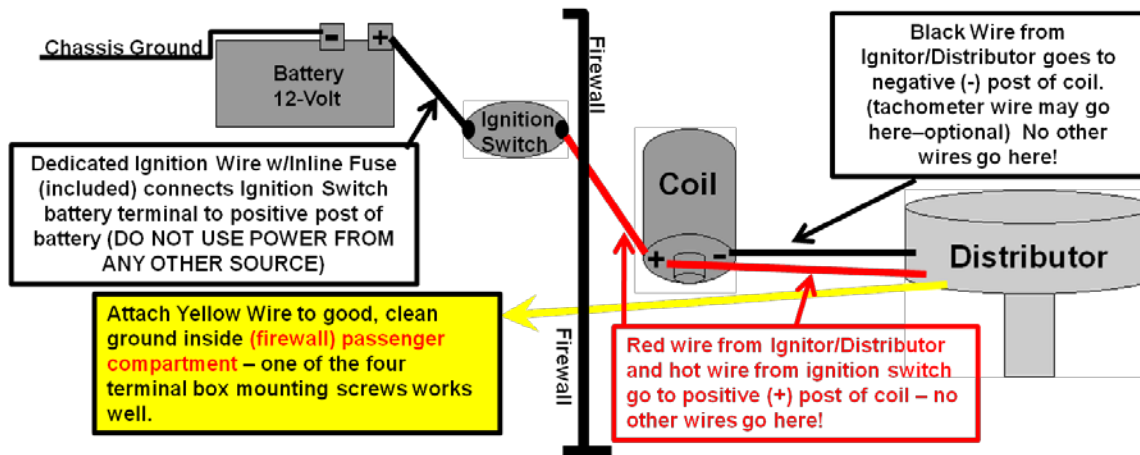 Chassis Ground
-
+
Battery
12-Volt
Ignition
Switch
Firewall
Black Wire from
Ignitor/Distributor goes to
negative (-) post of coil.
(tachometer wire may go
here–optional) No other
wires go here!
Dedicated Ignition Wire w/Inline Fuse
(included) connects Ignition Switch
battery terminal to positive post of
battery (DO NOT USE POWER FROM
ANY OTHER SOURCE)
Coil
+
-
Distributor
Attach Yellow Wire to good, clean
ground inside (firewall) passenger
compartment – one of the four
terminal box mounting screws works
well.
Firewall
Red wire from Ignitor/Distributor
and hot wire from ignition switch
go to positive (+) post of coil – no
other wires go here!